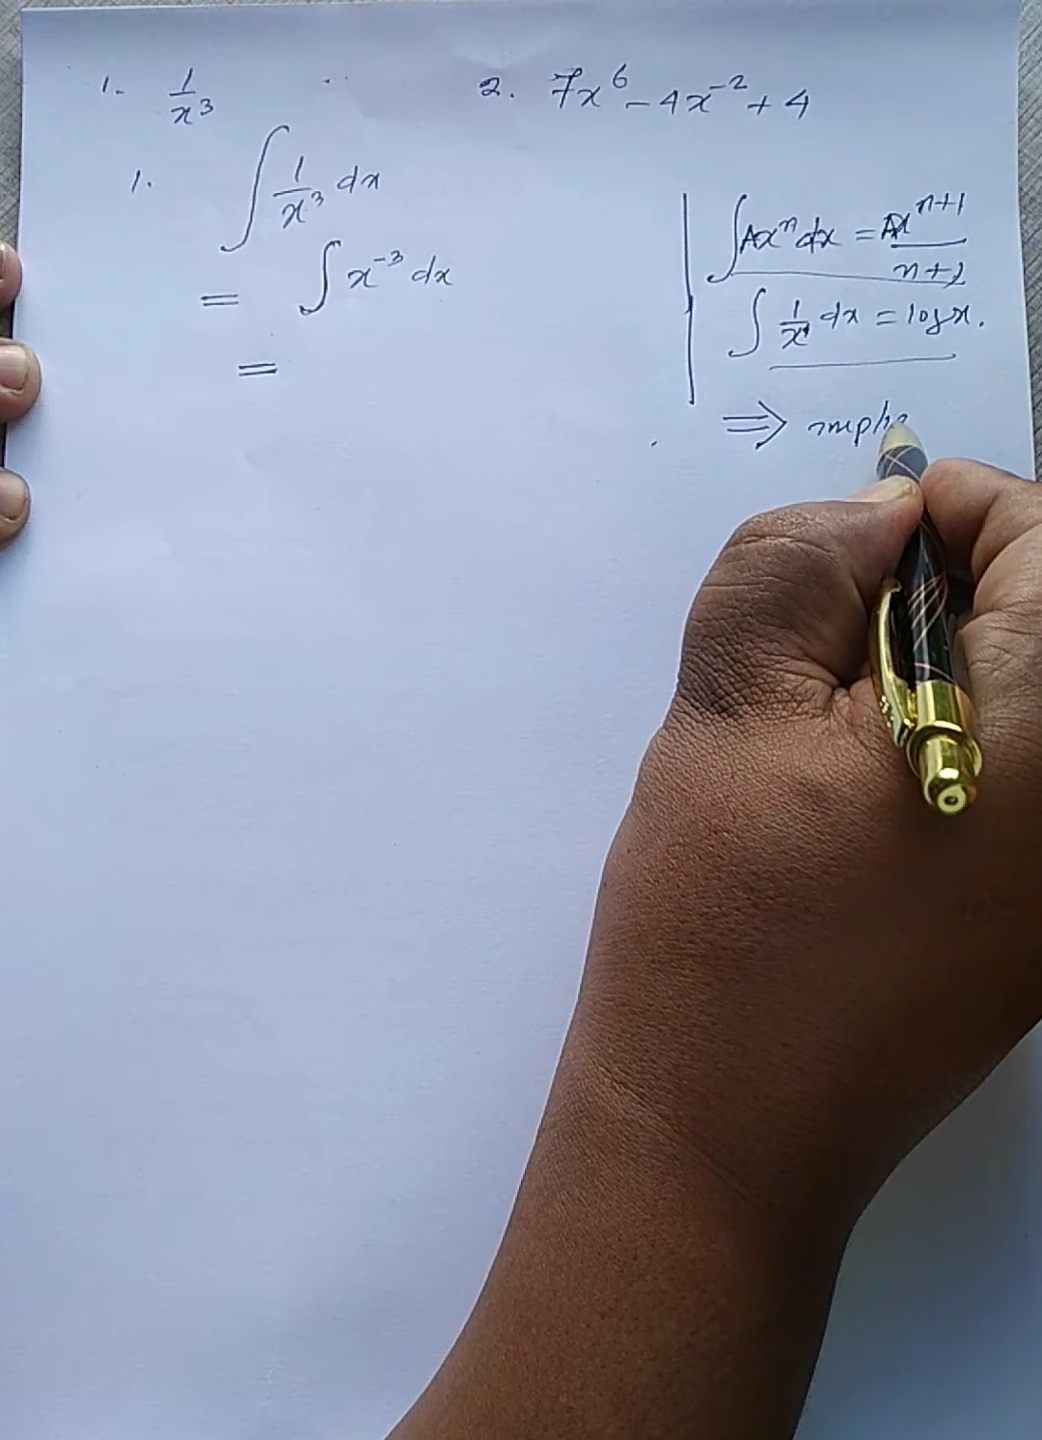 1. 1/x³
2. 7x⁶ - 4x⁻² + 4
1. ∫ 1/x³ dx
= ∫ x⁻³ dx
=
∫Axⁿ dx = Axⁿ⁺¹/n+1
∫ 1/x dx = log x.
⇒